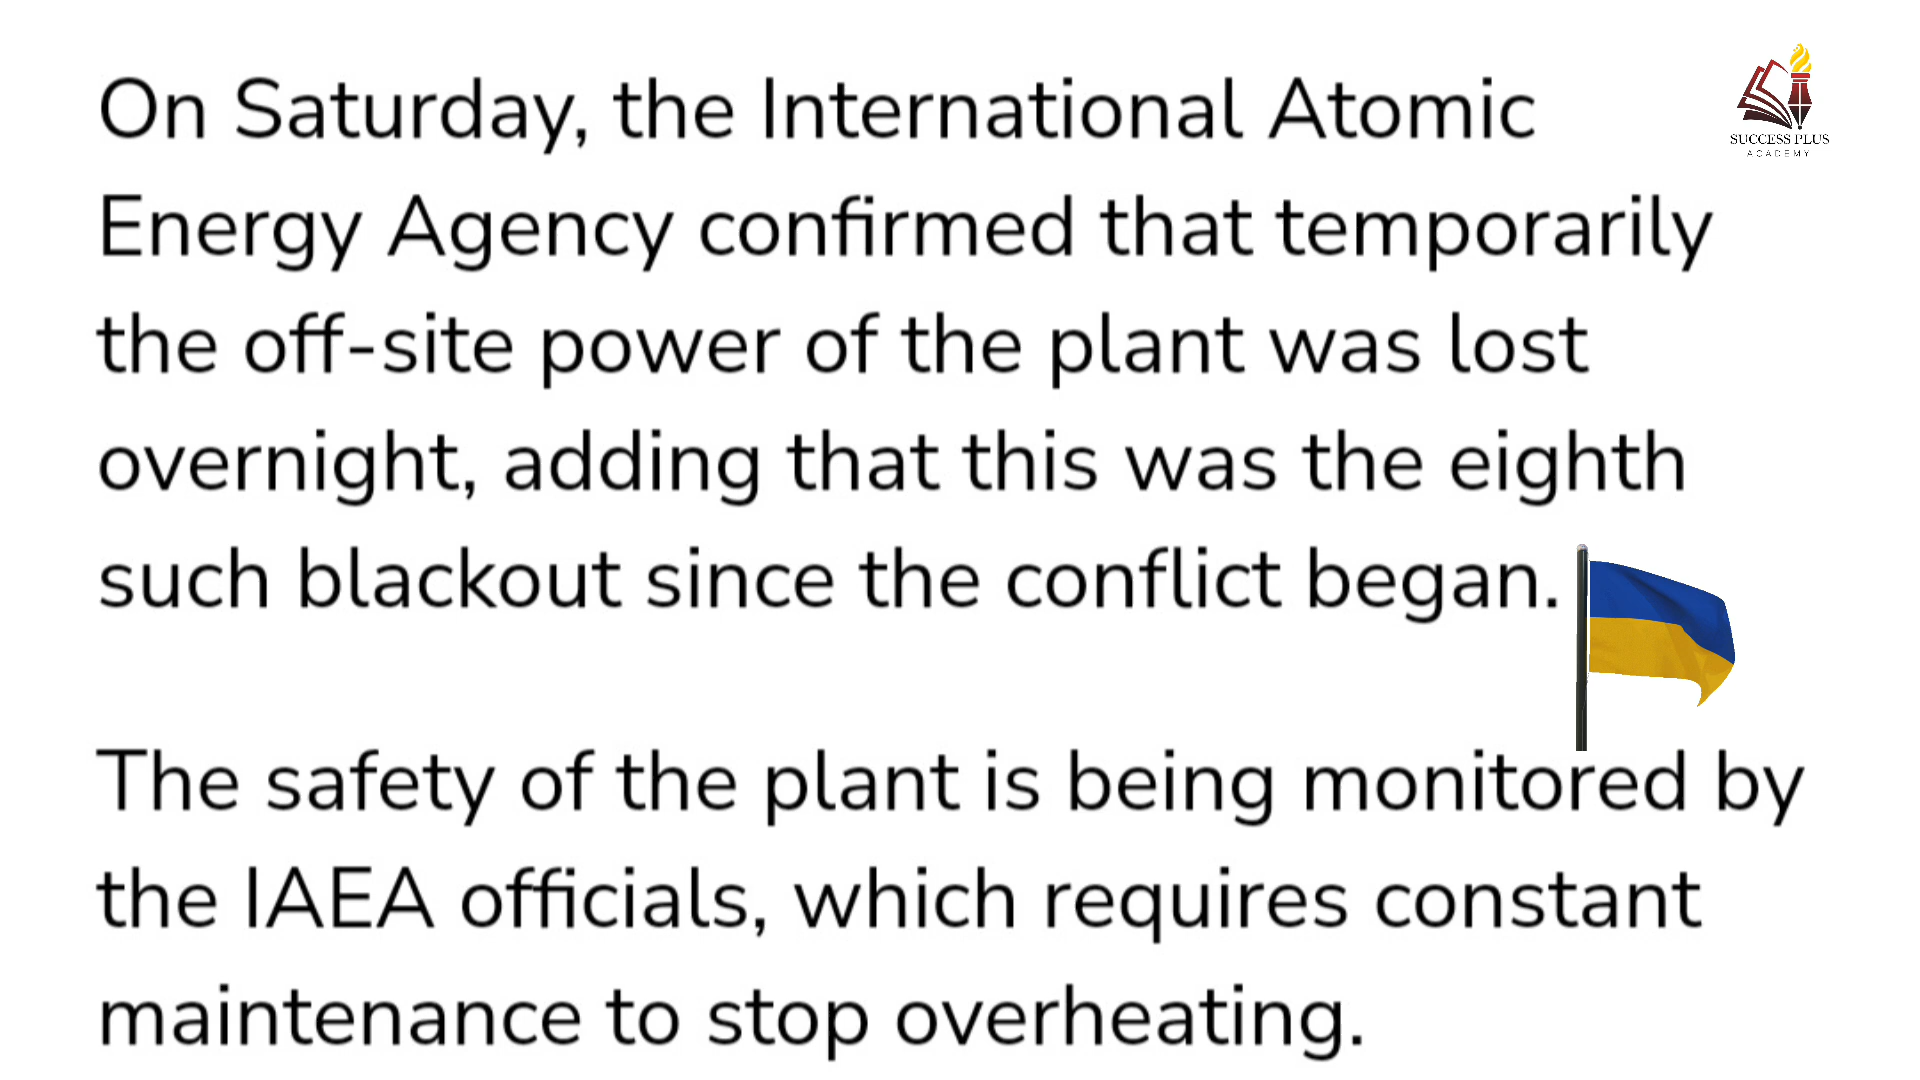 On Saturday, the International Atomic
Energy Agency confirmed that temporarily
the off-site power of the plant was lost
overnight, adding that this was the eighth
such blackout since the conflict began.
The safety of the plant is being monitored by
the IAEA officials, which requires constant
maintenance to stop overheating.
SUCCESS PLUS
ACADEMY